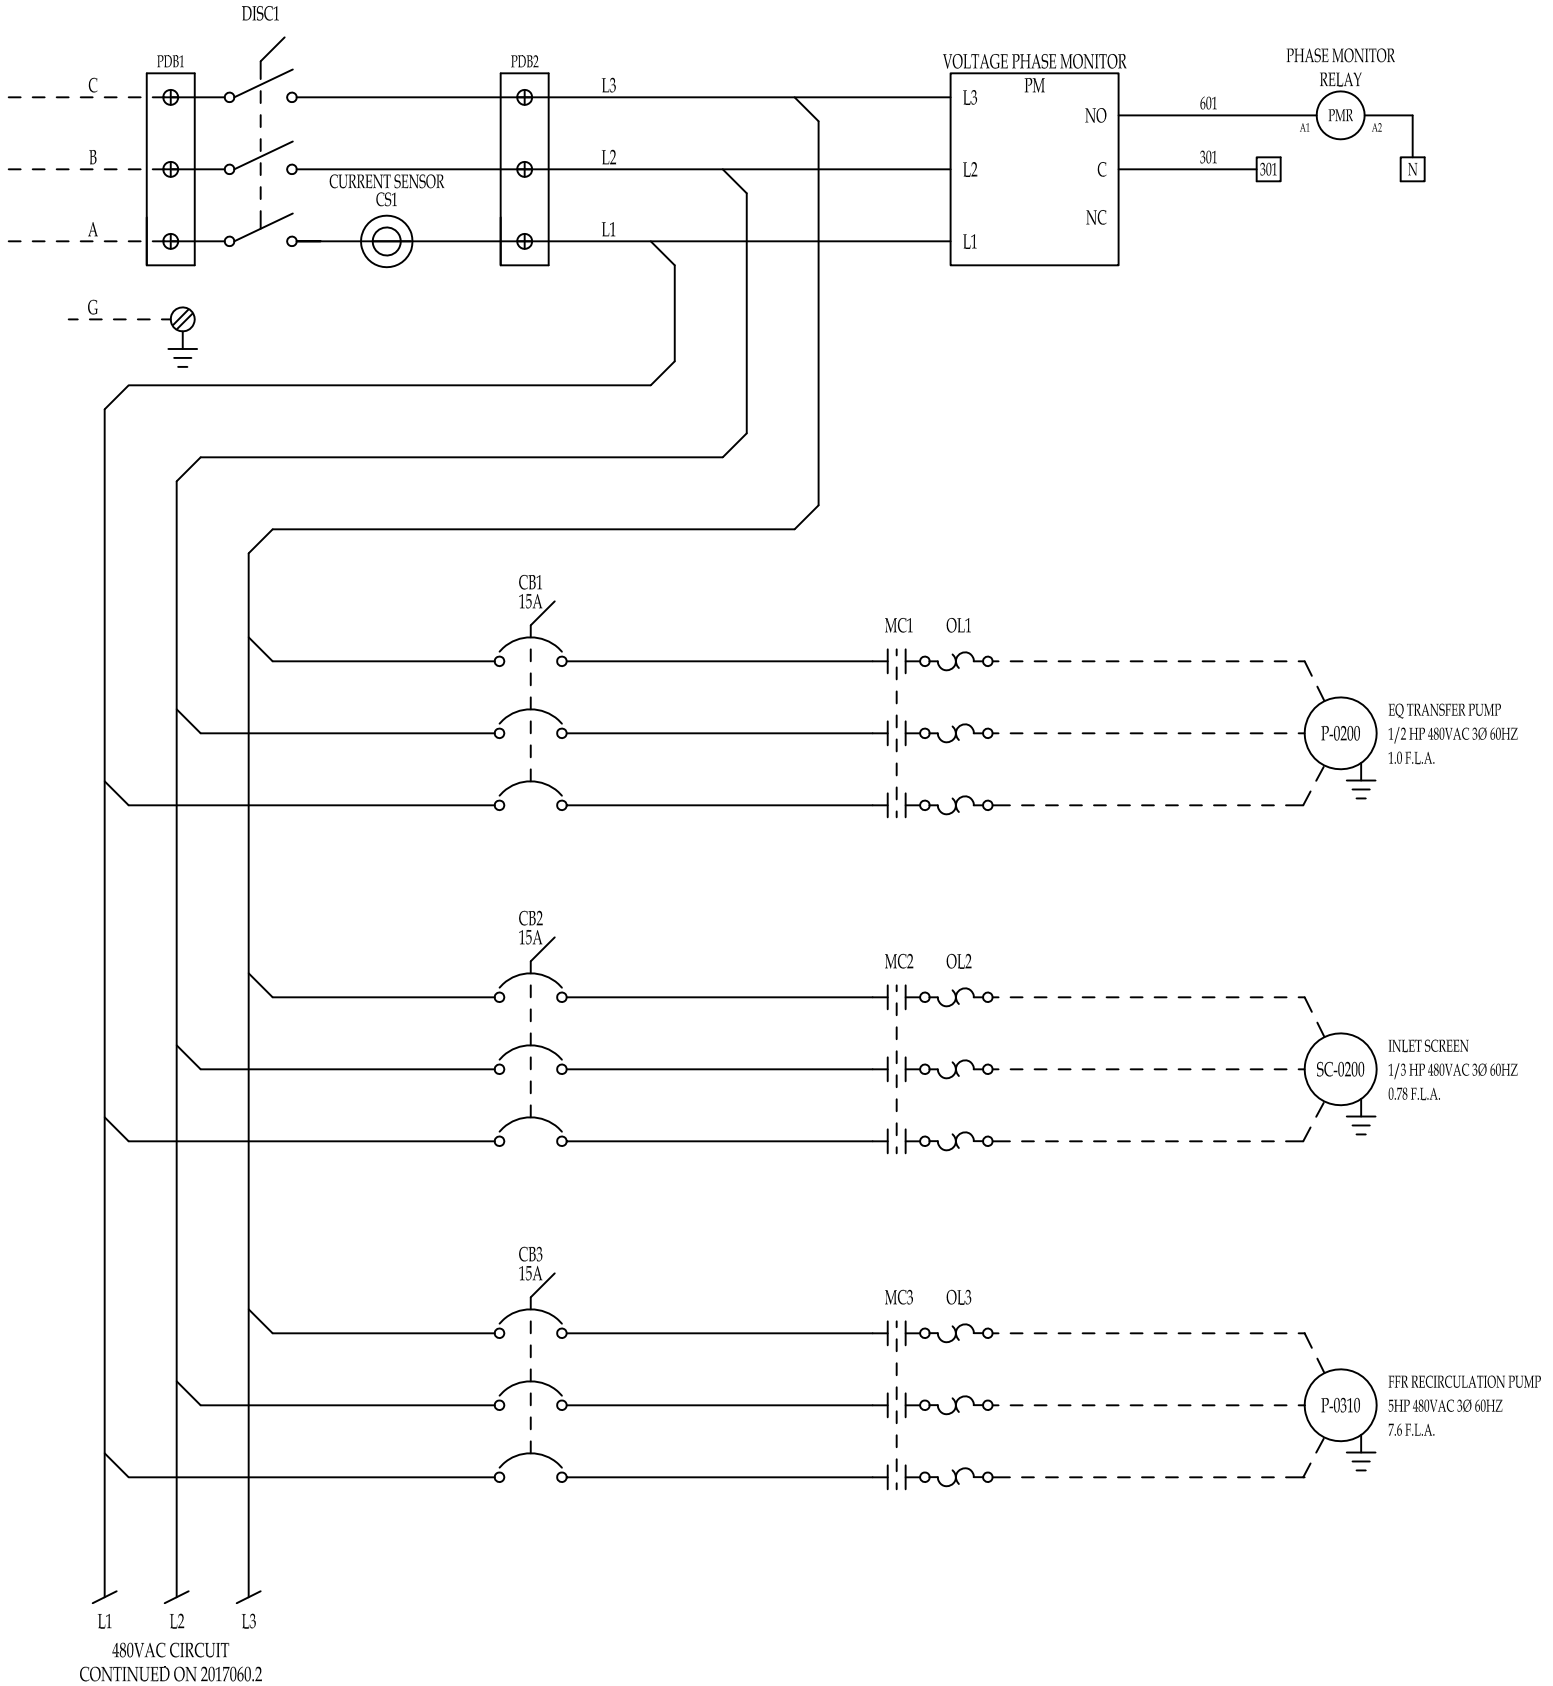 DISC1
PDB1
PDB2
VOLTAGE PHASE MONITOR
PM
PHASE MONITOR
RELAY
C
L3
L3
NO
601
A1
PMR
A2
B
L2
L2
C
301
301
N
CURRENT SENSOR
CS1
A
L1
L1
NC
G
CB1
15A
MC1
OL1
P-0200
EQ TRANSFER PUMP
1/2 HP 480VAC 3Ø 60HZ
1.0 F.L.A.
CB2
15A
MC2
OL2
SC-0200
INLET SCREEN
1/3 HP 480VAC 3Ø 60HZ
0.78 F.L.A.
CB3
15A
MC3
OL3
P-0310
FFR RECIRCULATION PUMP
5HP 480VAC 3Ø 60HZ
7.6 F.L.A.
L1
L2
L3
480VAC CIRCUIT
CONTINUED ON 2017060.2